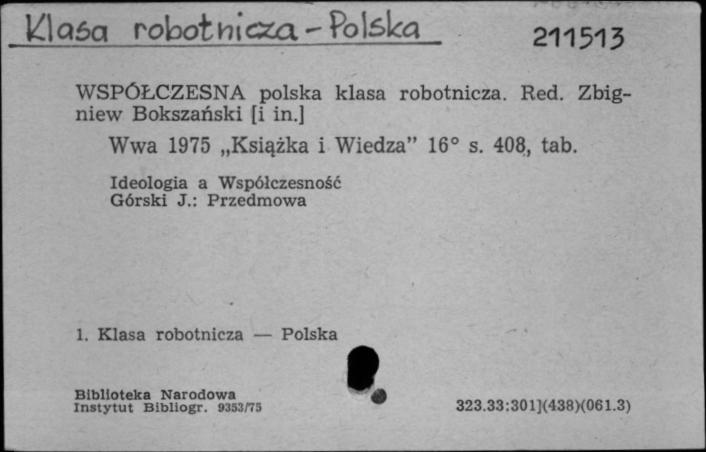 Klasa robotnicza - Polska
211513
WSPÓŁCZESNA polska klasa robotnicza. Red. Zbig-
niew Bokszański [i in.]
Wwa 1975 „Książka i Wiedza” 16° s. 408, tab.
Ideologia a Współczesność
Górski J.: Przedmowa
1. Klasa robotnicza — Polska
Biblioteka Narodowa
Instytut Bibliogr. 9353/75
323.33:301](438)(061.3)